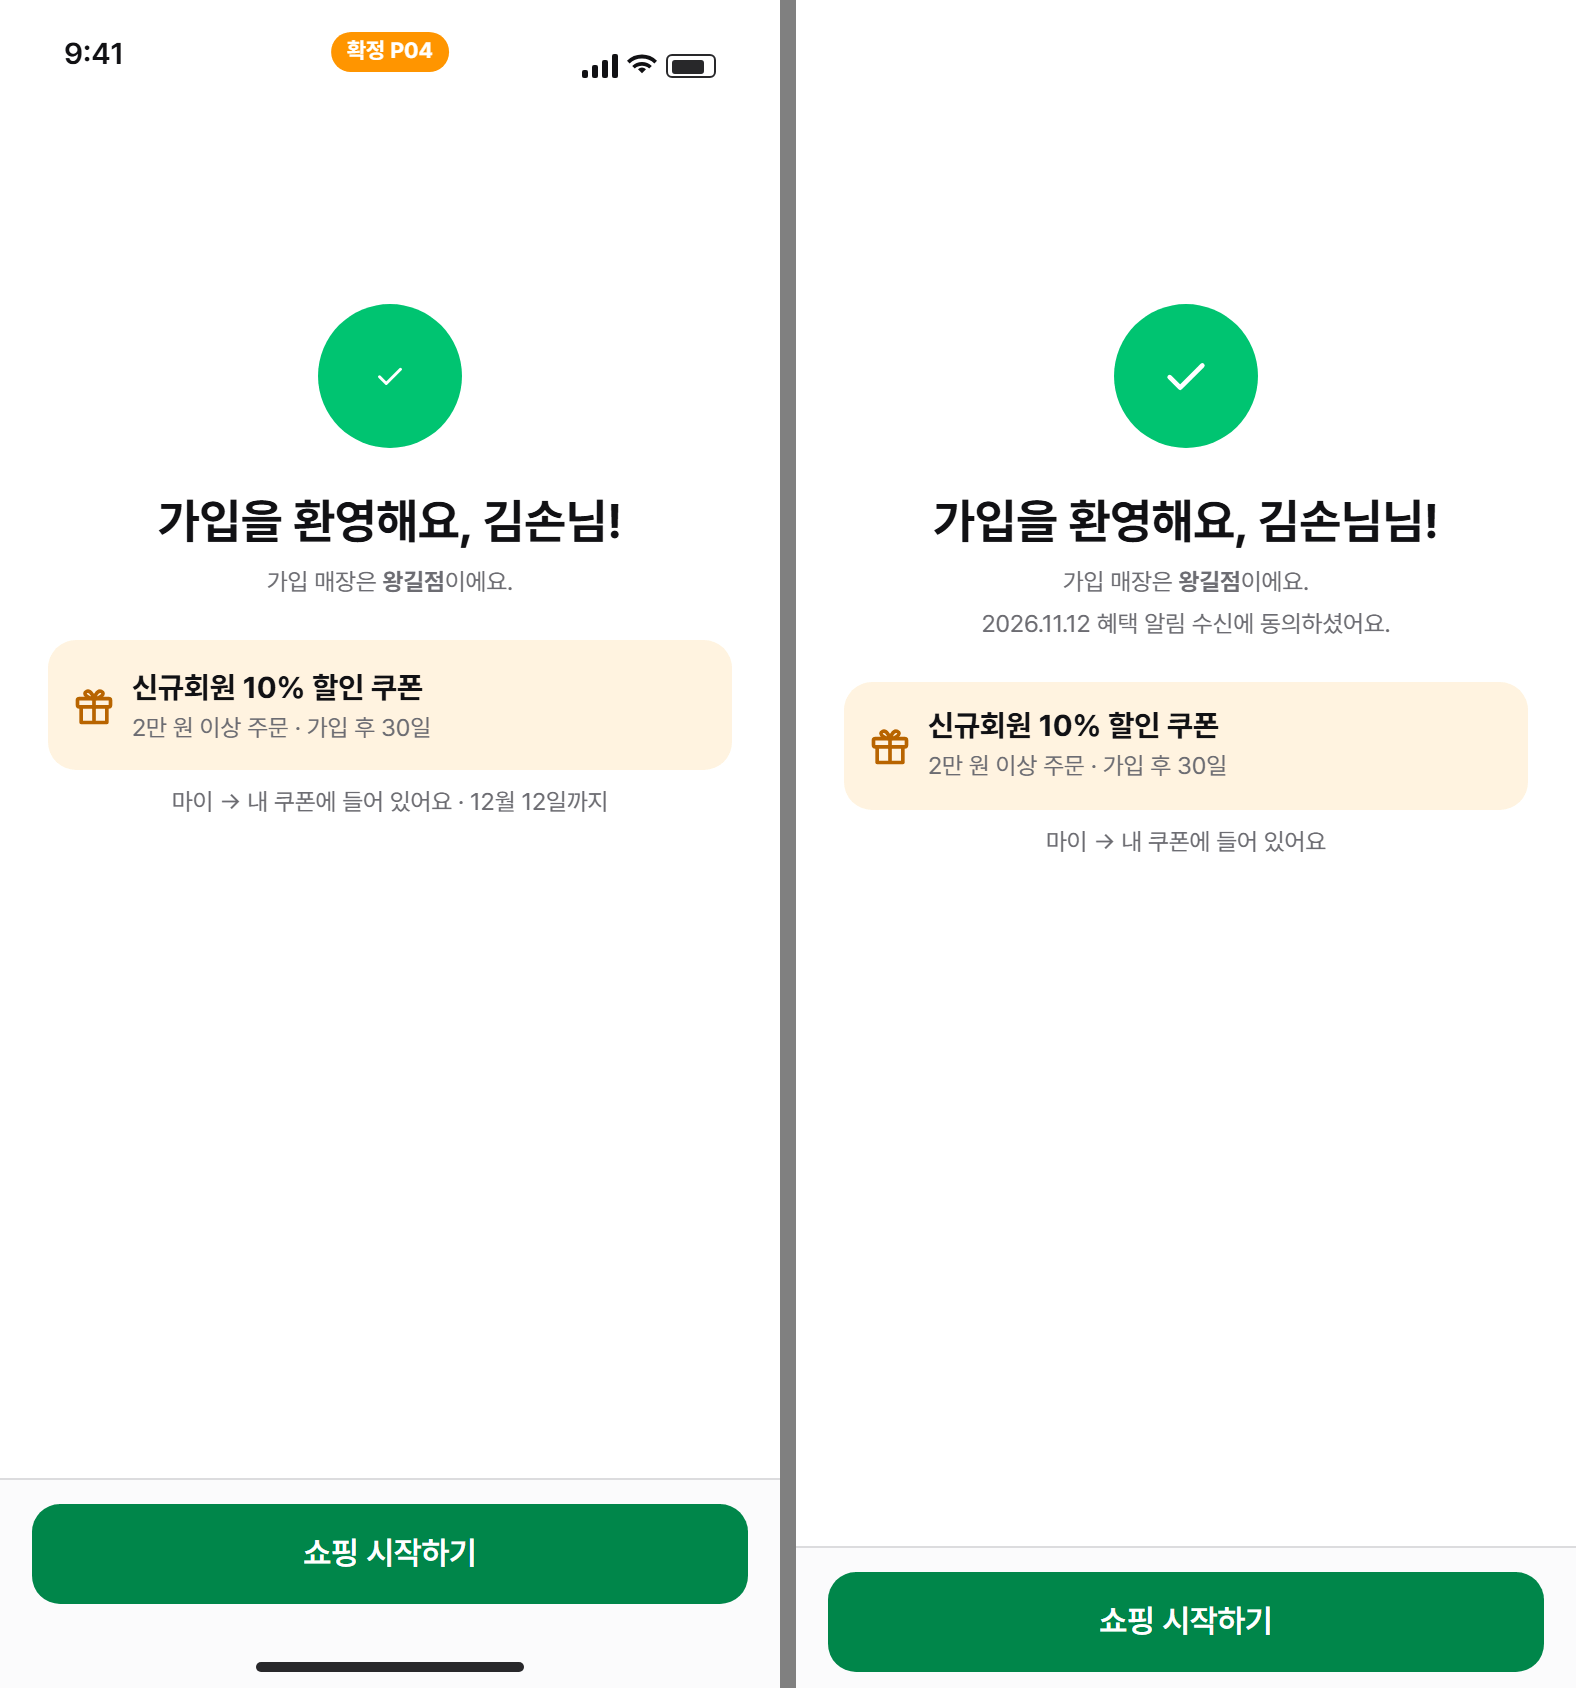 9:41
확정 P04
가입을 환영해요, 김손님!
가입 매장은 왕길점이에요.
신규회원 10% 할인 쿠폰
2만 원 이상 주문 · 가입 후 30일
마이 → 내 쿠폰에 들어 있어요 · 12월 12일까지
쇼핑 시작하기
가입을 환영해요, 김손님님!
가입 매장은 왕길점이에요.
2026.11.12 혜택 알림 수신에 동의하셨어요.
신규회원 10% 할인 쿠폰
2만 원 이상 주문 · 가입 후 30일
마이 → 내 쿠폰에 들어 있어요
쇼핑 시작하기